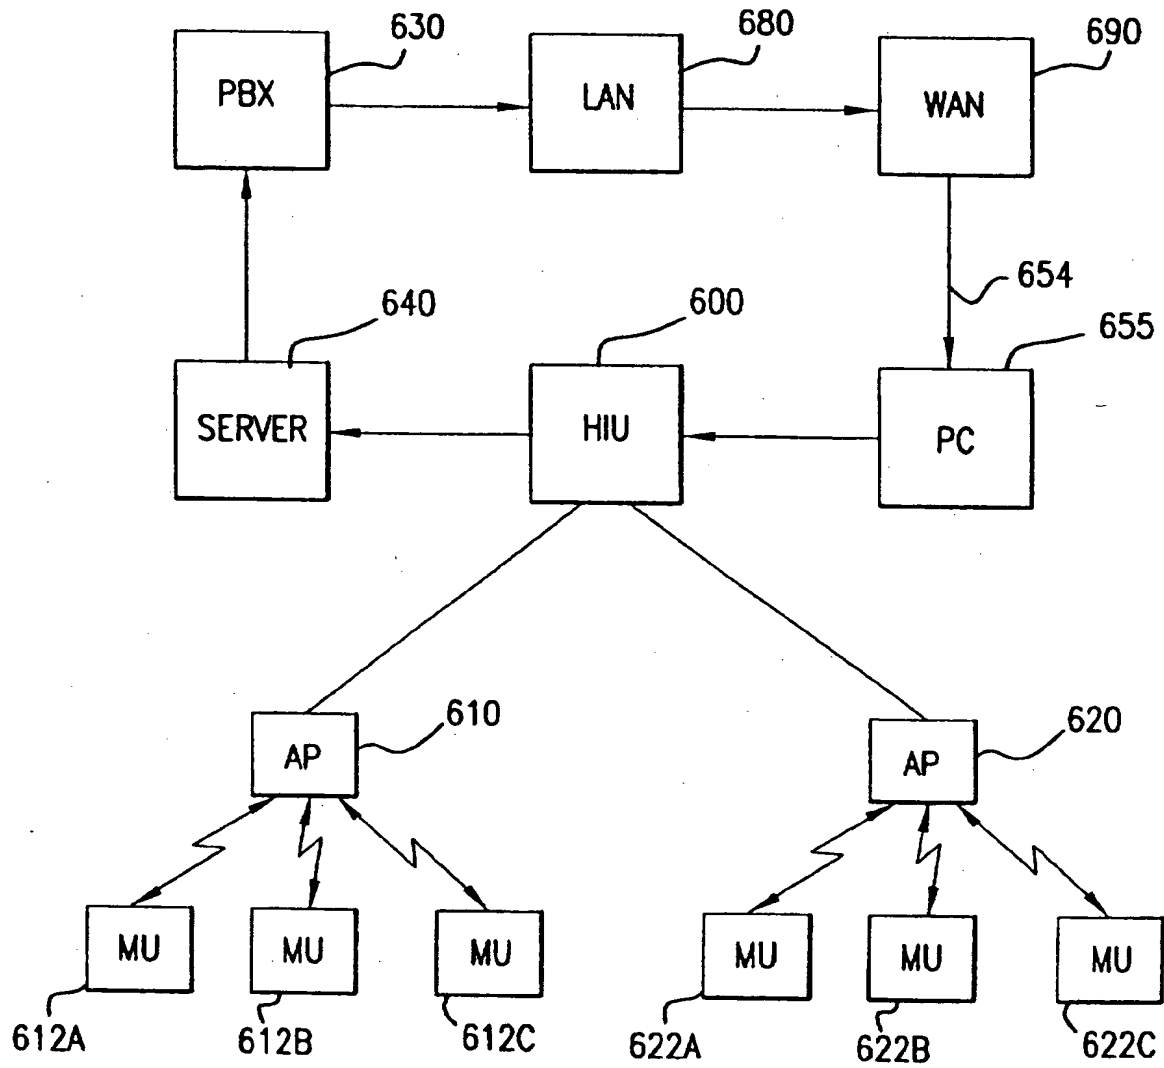 630
680
690
PBX
LAN
WAN
654
640
600
655
SERVER
HIU
PC
610
620
AP
AP
MU
MU
MU
MU
MU
MU
612A
612B
612C
622A
622B
622C